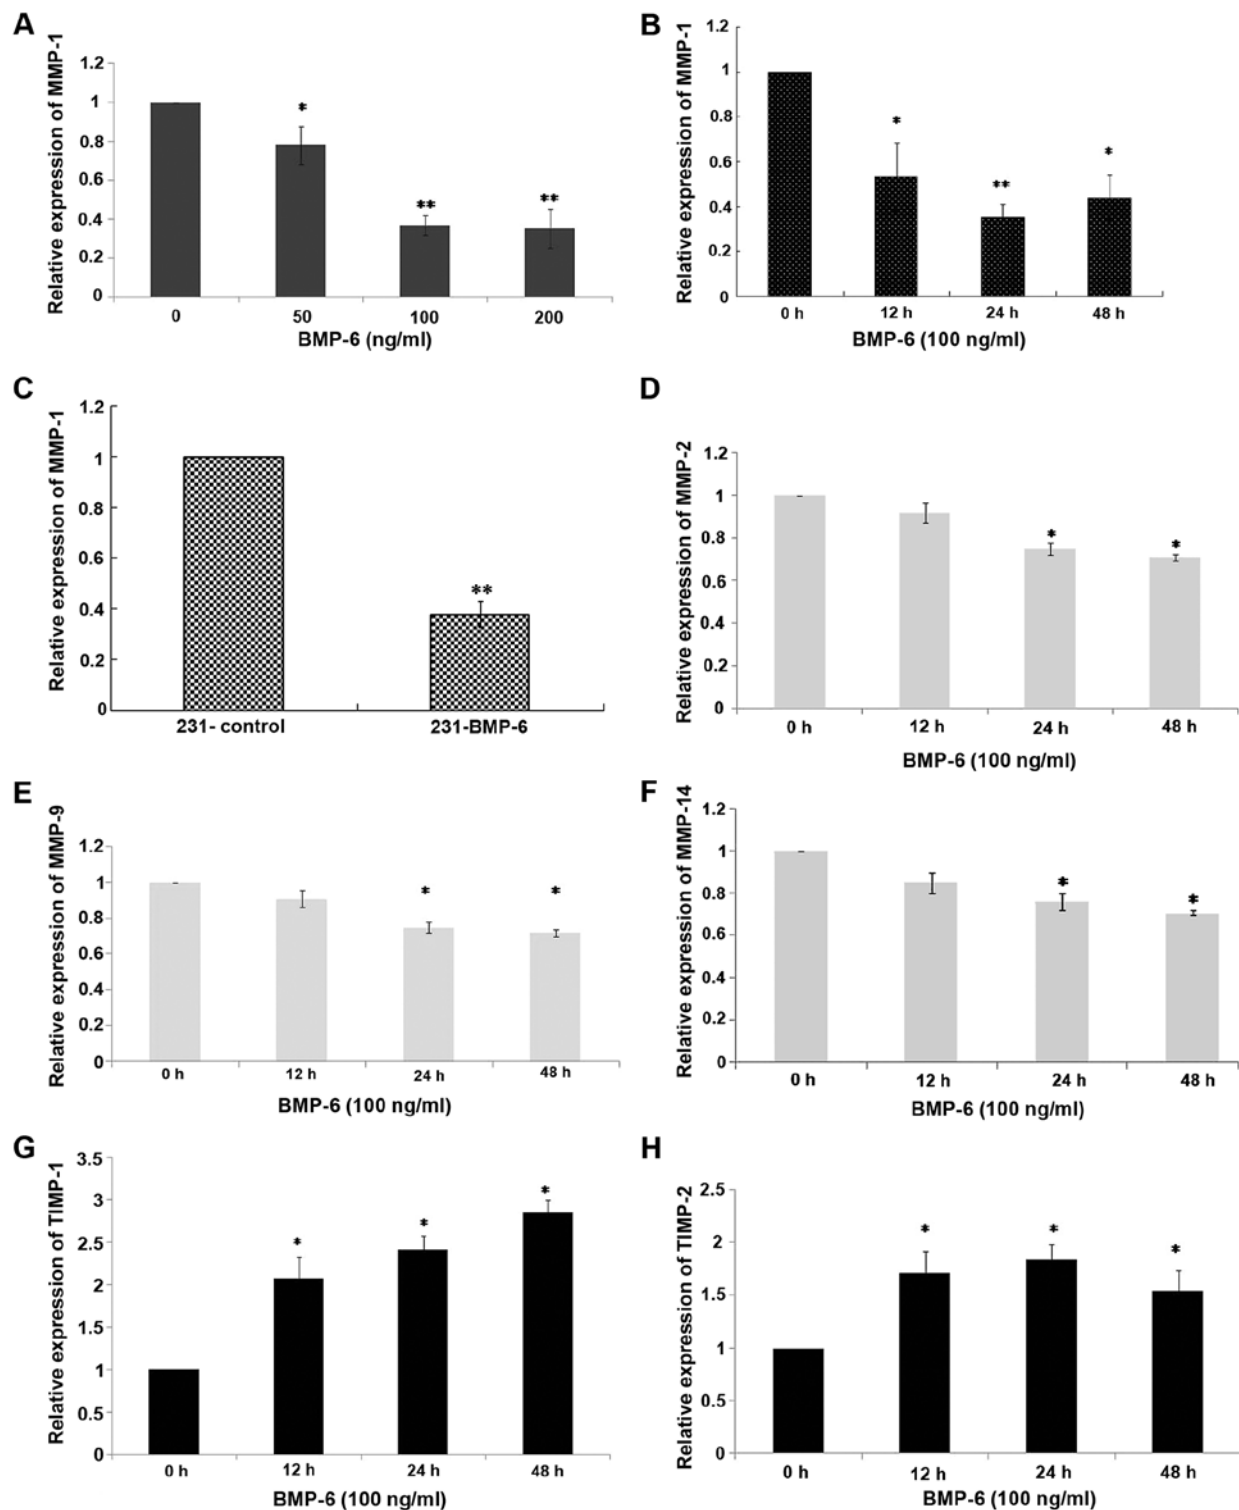 A
Relative expression of MMP-1
1.2
1
0.8
0.6
0.4
0.2
0
*
**
**
0 50 100 200
BMP-6 (ng/ml)
B
Relative expression of MMP-1
1.2
1
0.8
0.6
0.4
0.2
0
*
**
*
0 h 12 h 24 h 48 h
BMP-6 (100 ng/ml)
C
Relative expression of MMP-1
1.2
1
0.8
0.6
0.4
0.2
0
**
231- control 231-BMP-6
D
Relative expression of MMP-2
1.2
1
0.8
0.6
0.4
0.2
0
*
*
0 h 12 h 24 h 48 h
BMP-6 (100 ng/ml)
E
Relative expression of MMP-9
1.2
1
0.8
0.6
0.4
0.2
0
*
*
0 h 12 h 24 h 48 h
BMP-6 (100 ng/ml)
F
Relative expression of MMP-14
1.2
1
0.8
0.6
0.4
0.2
0
*
*
0 h 12 h 24 h 48 h
BMP-6 (100 ng/ml)
G
Relative expression of TIMP-1
3.5
3
2.5
2
1.5
1
0.5
0
*
*
*
0 h 12 h 24 h 48 h
BMP-6 (100 ng/ml)
H
Relative expression of TIMP-2
2.5
2
1.5
1
0.5
0
*
*
*
0 h 12 h 24 h 48 h
BMP-6 (100 ng/ml)